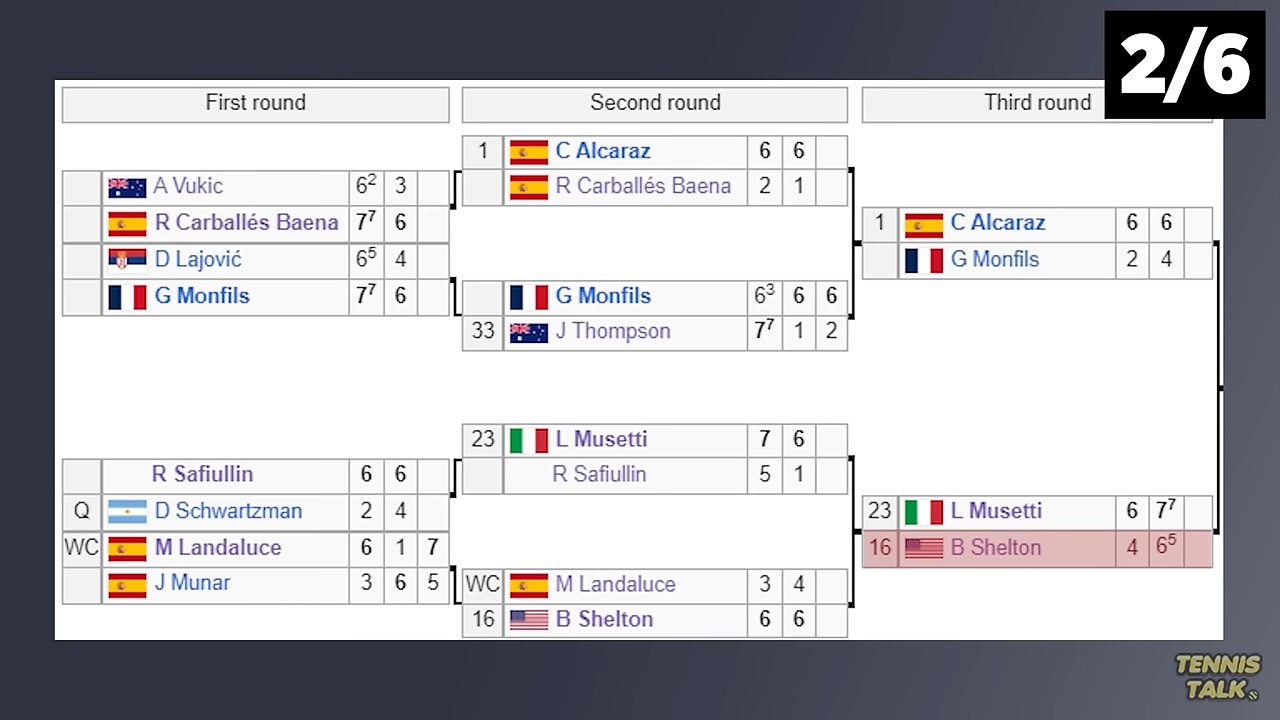 2/6
First round Second round Third round
1 C Alcaraz 6 6
A Vukic 6² 3
R Carballés Baena 2 1
R Carballés Baena 7⁷ 6
1 C Alcaraz 6 6
D Lajović 6⁵ 4
G Monfils 2 4
G Monfils 7⁷ 6
G Monfils 6³ 6 6
33 J Thompson 7⁷ 1 2
23 L Musetti 7 6
R Safiullin 6 6
R Safiullin 5 1
Q D Schwartzman 2 4
23 L Musetti 6 7⁷
WC M Landaluce 6 1 7
16 B Shelton 4 6⁵
J Munar 3 6 5
WC M Landaluce 3 4
16 B Shelton 6 6
TENNIS
TALK